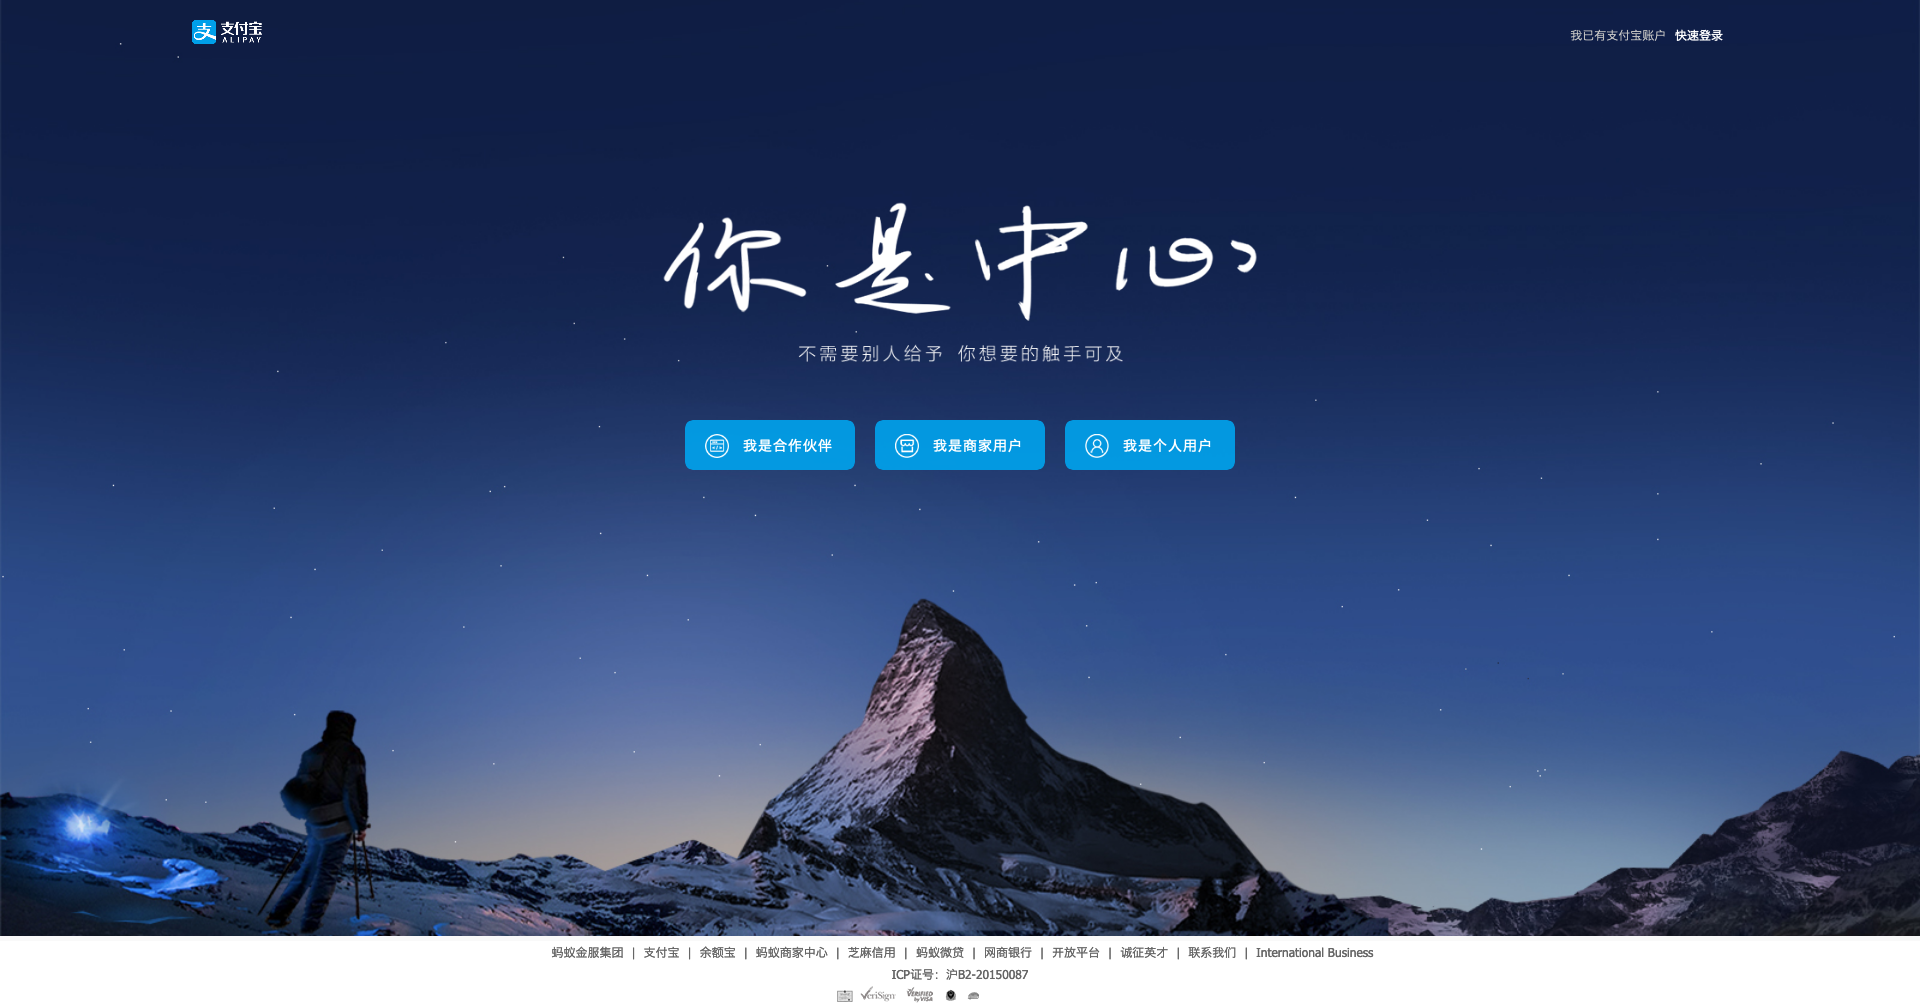 支付宝
ALIPAY
我已有支付宝账户 快速登录
你是中心
不需要别人给予 你想要的触手可及
我是合作伙伴
我是商家用户
我是个人用户
蚂蚁金服集团 | 支付宝 | 余额宝 | 蚂蚁商家中心 | 芝麻信用 | 蚂蚁微贷 | 网商银行 | 开放平台 | 诚征英才 | 联系我们 | International Business
ICP证号：沪B2-20150087
VeriSign VERIFIED by VISA